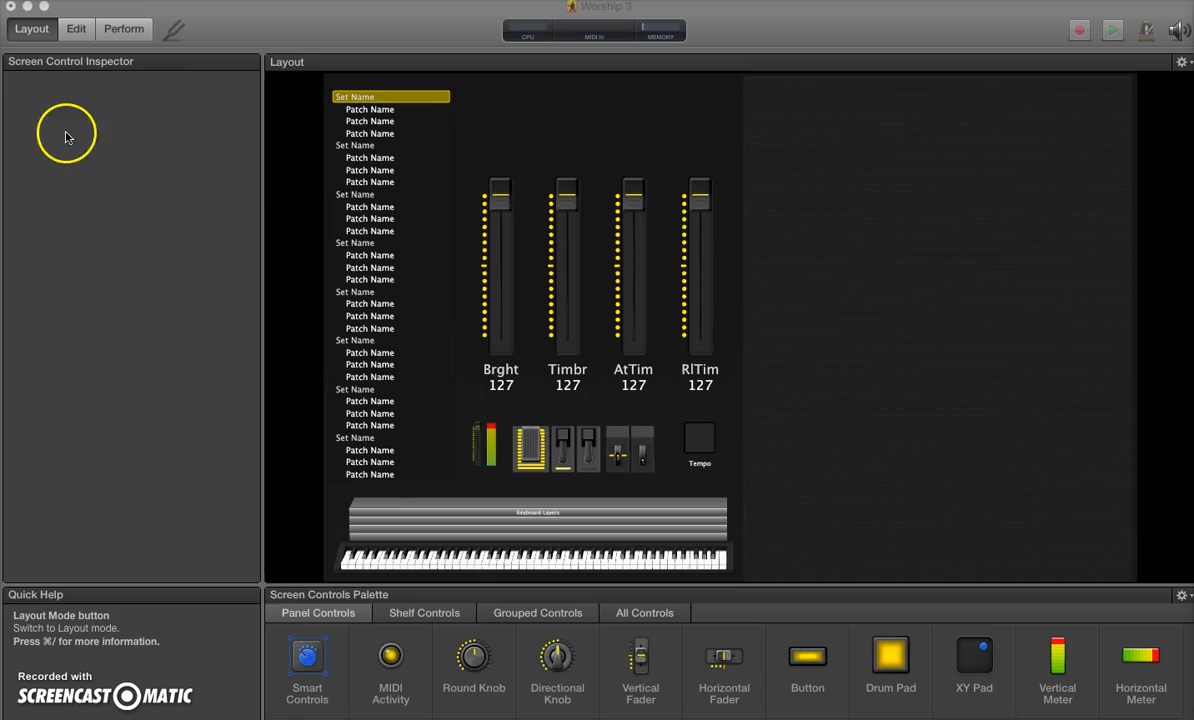 Worship 3
Layout
Edit
Perform
CPU
MIDI In
MEMORY
Screen Control Inspector
Layout
Set Name
Patch Name
Patch Name
Patch Name
Set Name
Patch Name
Patch Name
Patch Name
Set Name
Patch Name
Patch Name
Patch Name
Set Name
Patch Name
Patch Name
Patch Name
Set Name
Patch Name
Patch Name
Patch Name
Set Name
Patch Name
Patch Name
Patch Name
Set Name
Patch Name
Patch Name
Patch Name
Set Name
Patch Name
Patch Name
Patch Name
Brght
127
Timbr
127
AtTim
127
RlTim
127
Tempo
Keyboard Layers
Quick Help
Layout Mode button
Switch to Layout mode.
Press ⌘/ for more information.
Recorded with
SCREENCAST MATIC
Screen Controls Palette
Panel Controls
Shelf Controls
Grouped Controls
All Controls
Smart
Controls
MIDI
Activity
Round Knob
Directional
Knob
Vertical
Fader
Horizontal
Fader
Button
Drum Pad
XY Pad
Vertical
Meter
Horizontal
Meter